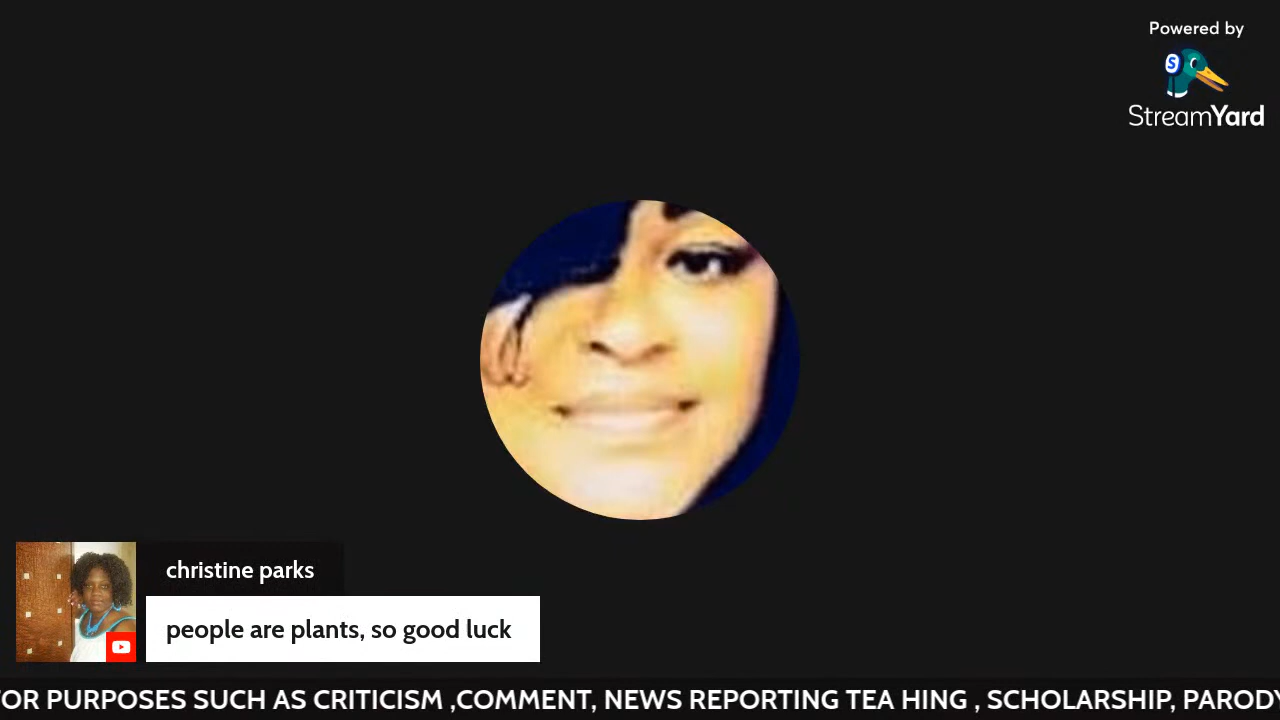 Powered by
S
StreamYard
christine parks
people are plants, so good luck
OR PURPOSES SUCH AS CRITICISM ,COMMENT, NEWS REPORTING TEA HING , SCHOLARSHIP, PARODY